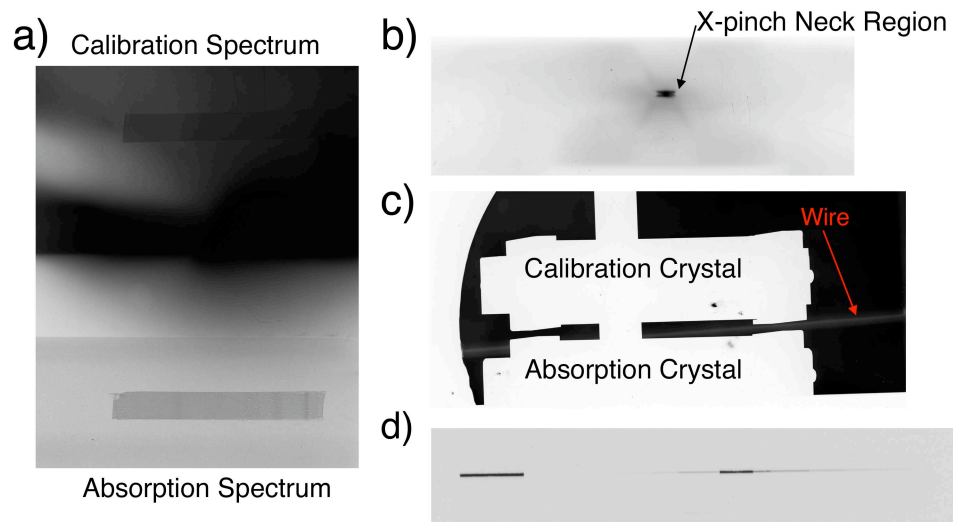 a)
Calibration Spectrum
Absorption Spectrum
b)
X-pinch Neck Region
c)
Wire
Calibration Crystal
Absorption Crystal
d)